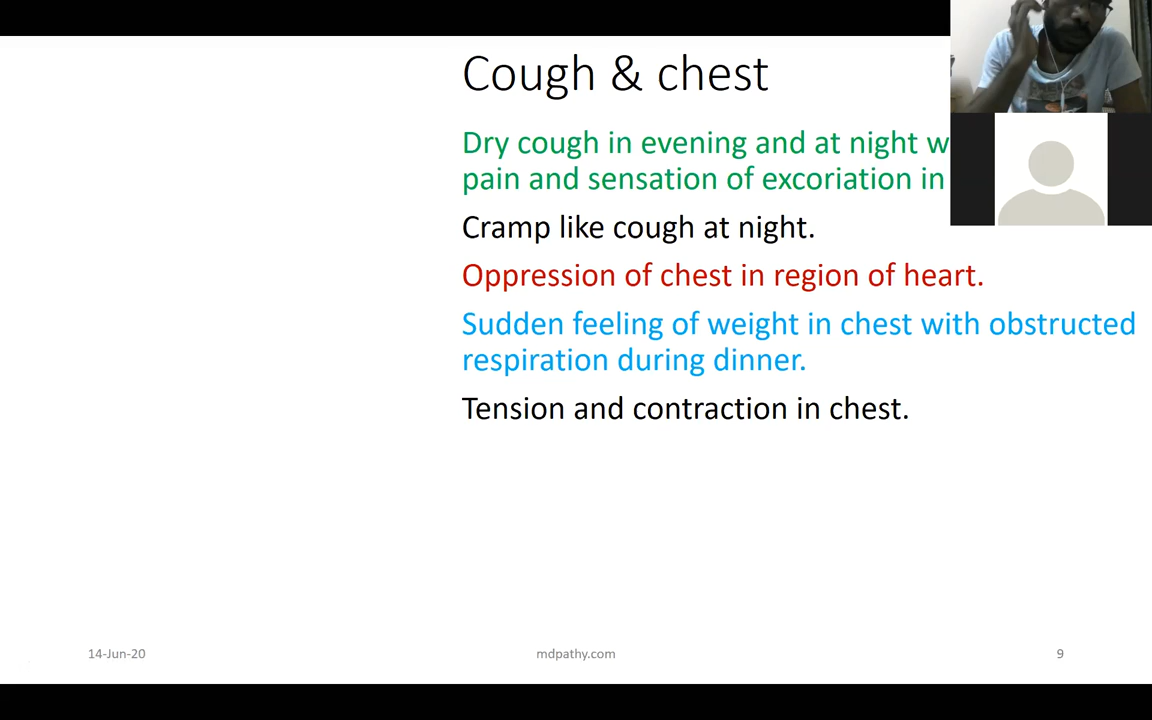 Cough & chest
Dry cough in evening and at night
pain and sensation of excoriation in
Cramp like cough at night.
Oppression of chest in region of heart.
Sudden feeling of weight in chest with obstructed
respiration during dinner.
Tension and contraction in chest.
14-Jun-20
mdpathy.com
9